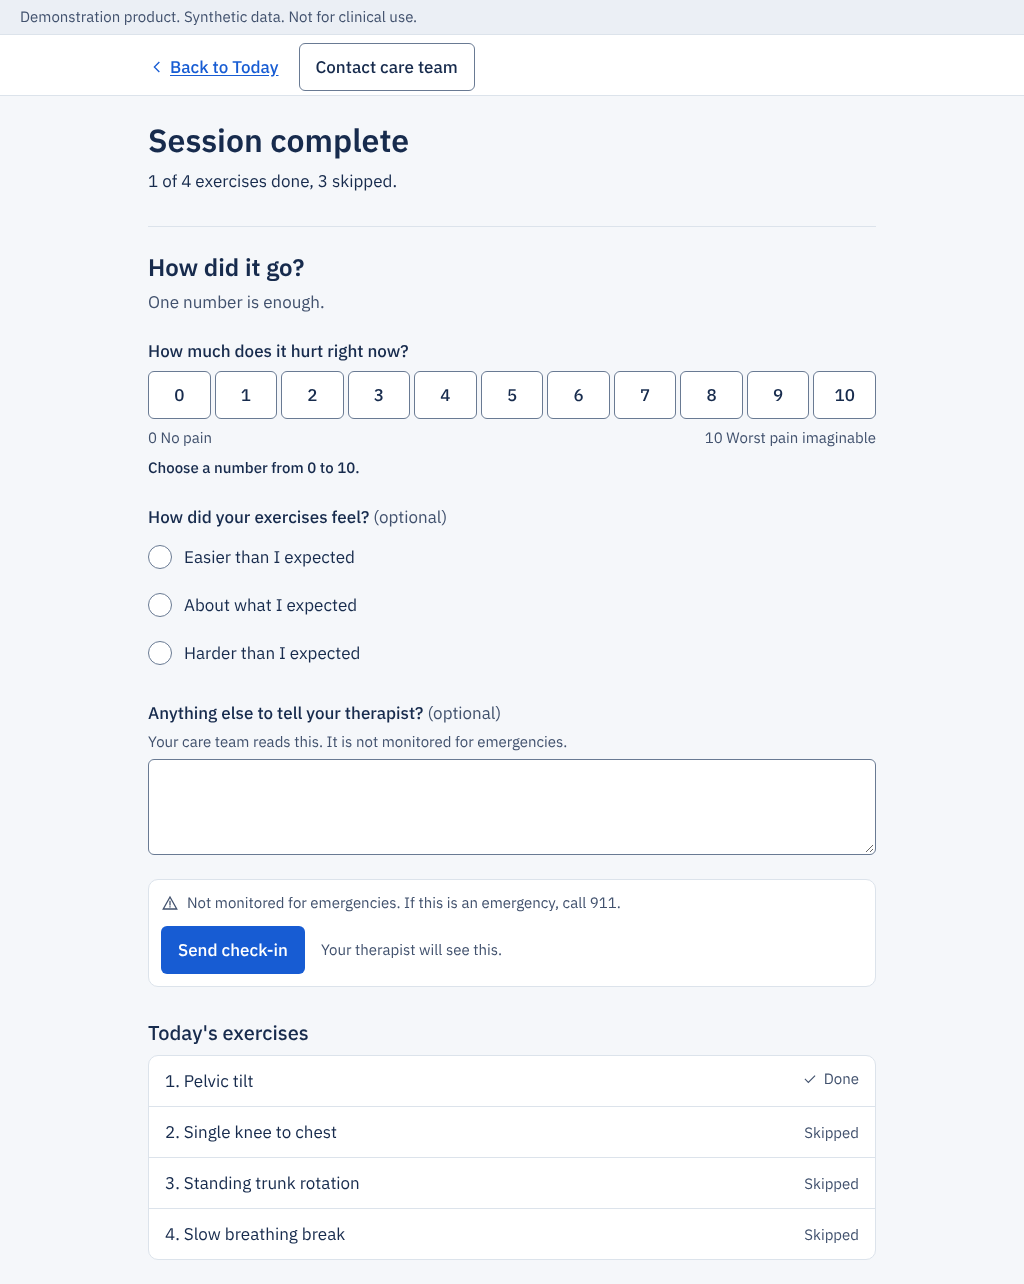 Demonstration product. Synthetic data. Not for clinical use.
Back to Today
Contact care team
Session complete
1 of 4 exercises done, 3 skipped.
How did it go?
One number is enough.
How much does it hurt right now?
0 1 2 3 4 5 6 7 8 9 10
0 No pain 10 Worst pain imaginable
Choose a number from 0 to 10.
How did your exercises feel? (optional)
Easier than I expected
About what I expected
Harder than I expected
Anything else to tell your therapist? (optional)
Your care team reads this. It is not monitored for emergencies.
Not monitored for emergencies. If this is an emergency, call 911.
Send check-in Your therapist will see this.
Today's exercises
1. Pelvic tilt Done
2. Single knee to chest Skipped
3. Standing trunk rotation Skipped
4. Slow breathing break Skipped